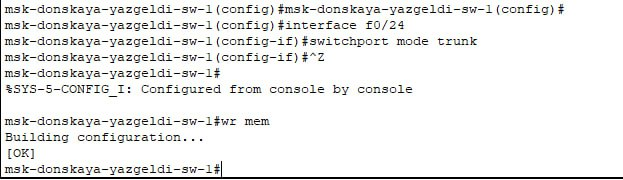 msk-donskaya-yazgeldi-sw-1(config)#msk-donskaya-yazgeldi-sw-1(config)#
msk-donskaya-yazgeldi-sw-1(config)#interface f0/24
msk-donskaya-yazgeldi-sw-1(config-if)#switchport mode trunk
msk-donskaya-yazgeldi-sw-1(config-if)#^Z
msk-donskaya-yazgeldi-sw-1#
%SYS-5-CONFIG_I: Configured from console by console
msk-donskaya-yazgeldi-sw-1#wr mem
Building configuration...
[OK]
msk-donskaya-yazgeldi-sw-1#